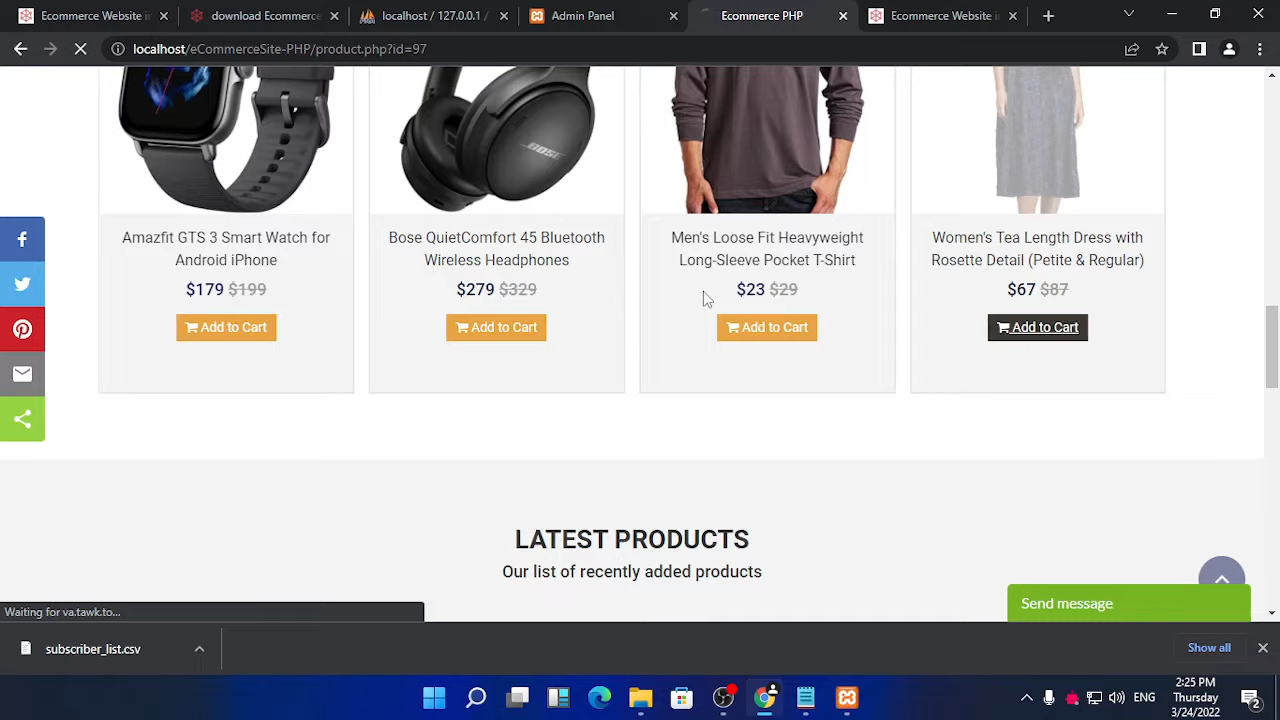 Ecommerce Website in
download Ecommerce
localhost / 127.0.0.1 /
Admin Panel
Ecommerce PHP
Ecommerce Website in
localhost/eCommerceSite-PHP/product.php?id=97
BOSE
Amazfit GTS 3 Smart Watch for
Android iPhone
$179 $199
Add to Cart
Bose QuietComfort 45 Bluetooth
Wireless Headphones
$279 $329
Add to Cart
Men's Loose Fit Heavyweight
Long-Sleeve Pocket T-Shirt
$23 $29
Add to Cart
Women's Tea Length Dress with
Rosette Detail (Petite & Regular)
$67 $87
Add to Cart
LATEST PRODUCTS
Our list of recently added products
Send message
Waiting for va.tawk.to...
subscriber_list.csv
Show all
ENG
2:25 PM
Thursday
3/24/2022
2